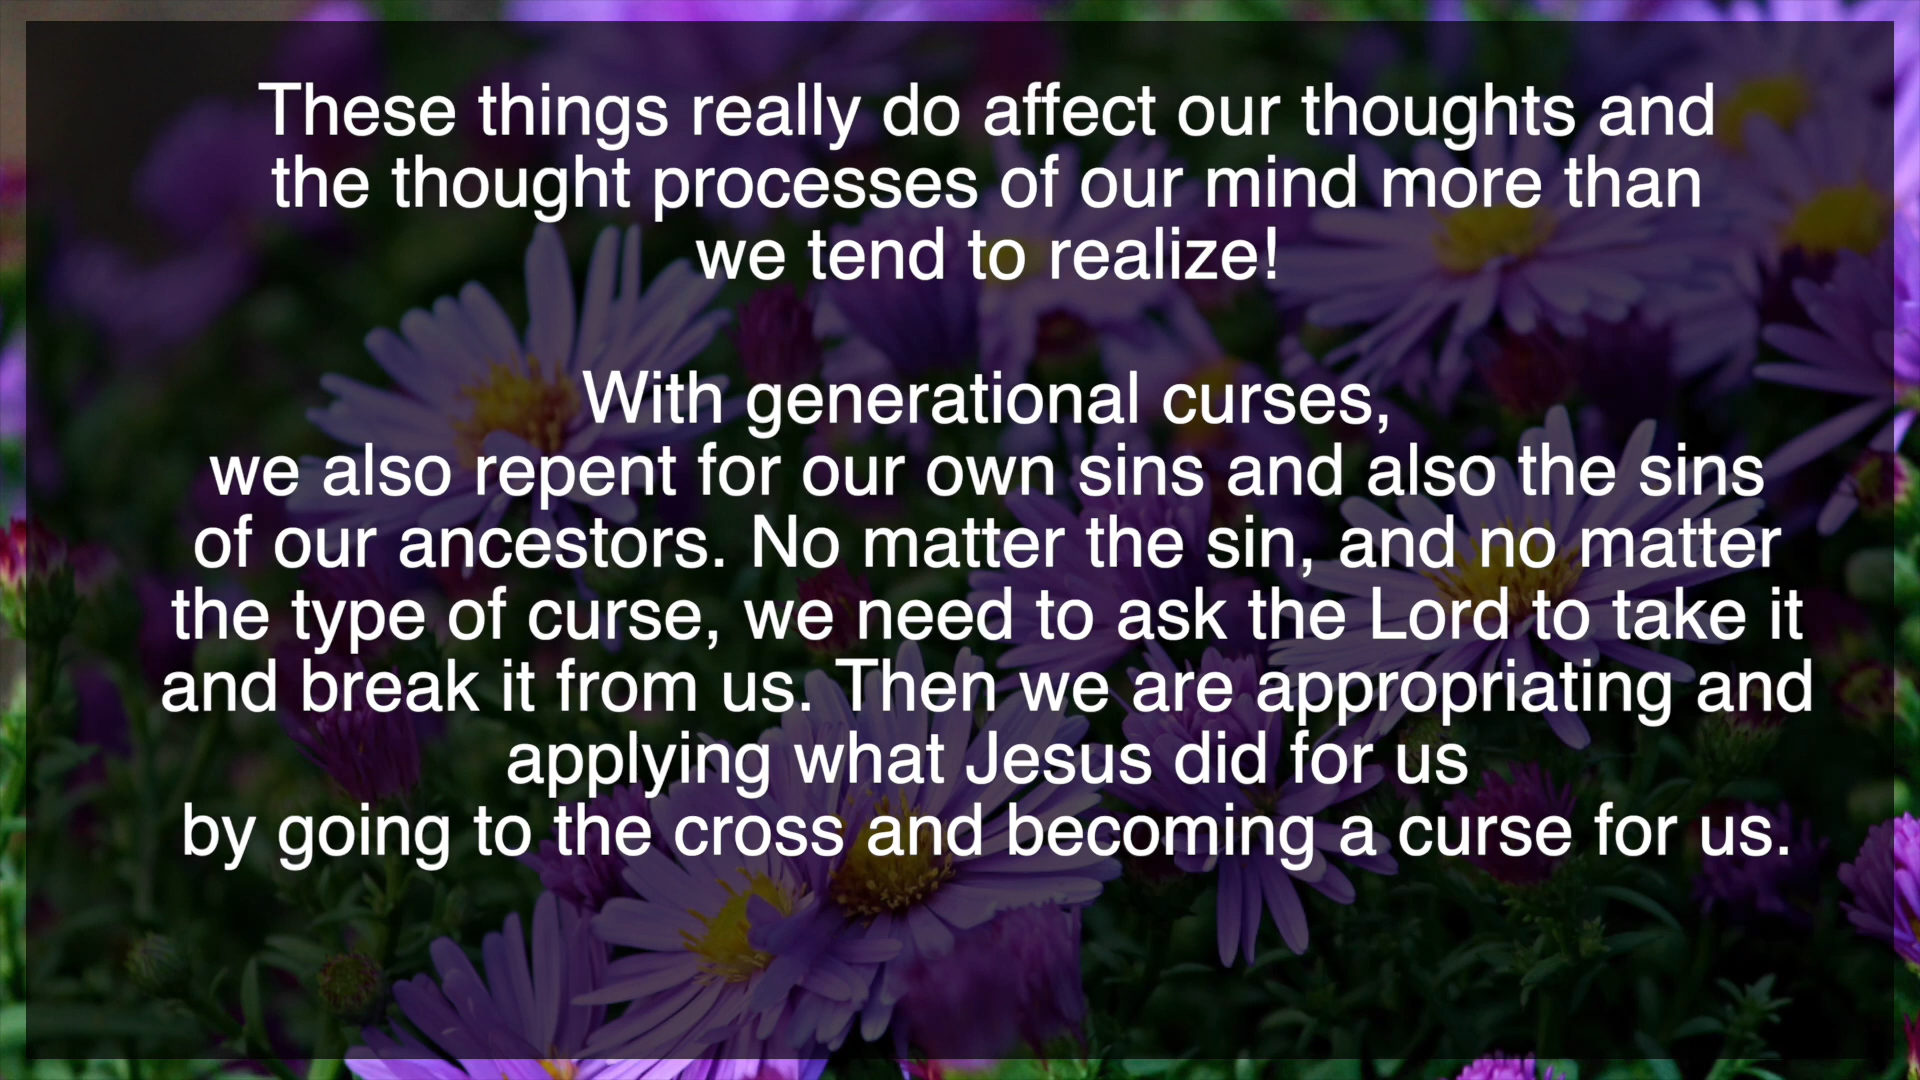 These things really do affect our thoughts and
the thought processes of our mind more than
we tend to realize!
With generational curses,
we also repent for our own sins and also the sins
of our ancestors. No matter the sin, and no matter
the type of curse, we need to ask the Lord to take it
and break it from us. Then we are appropriating and
applying what Jesus did for us
by going to the cross and becoming a curse for us.